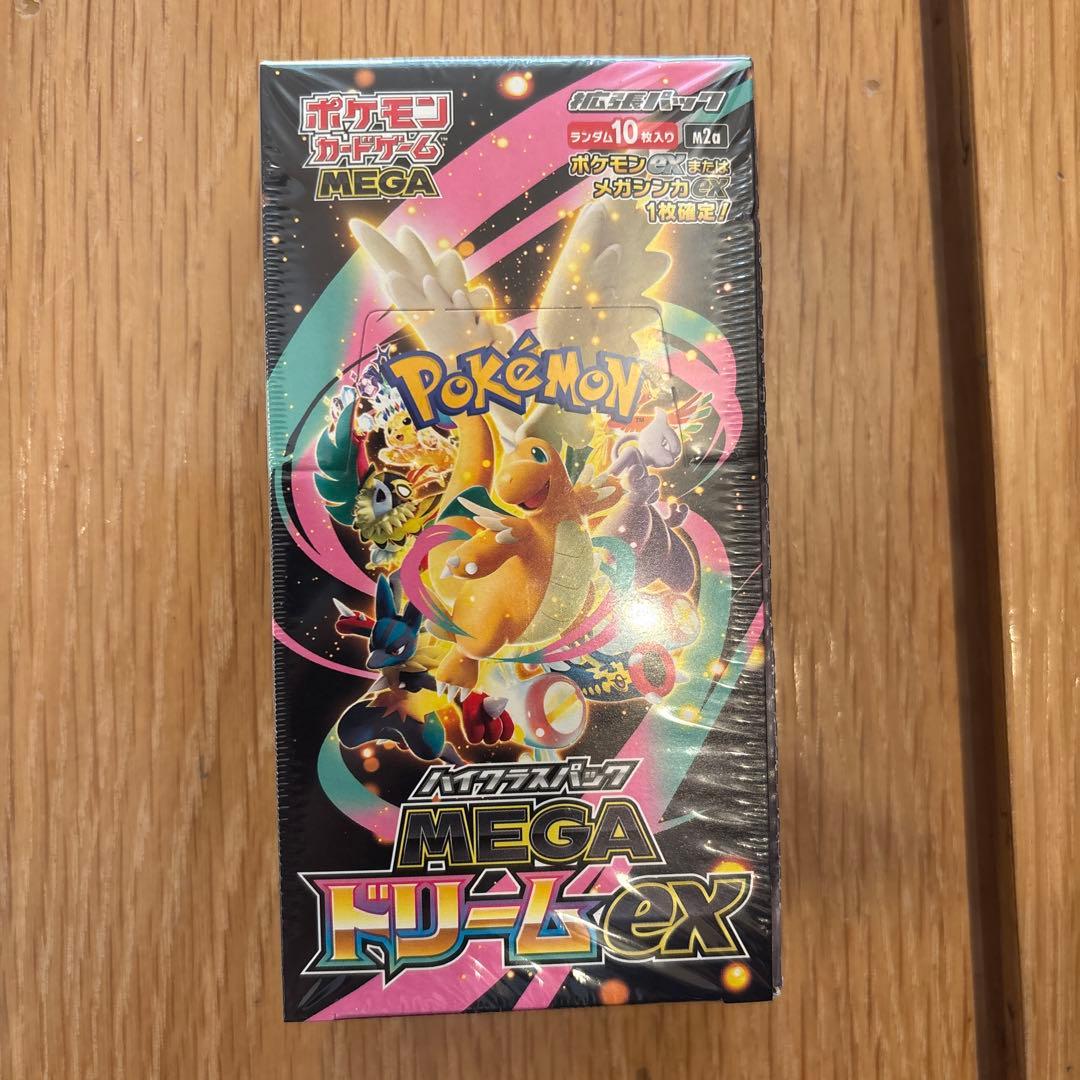 ポケモン
カードゲーム
MEGA
拡張パック
ランダム10枚入り M2a
ポケモンexまたは
メガシンカex
1枚確定!
POKéMON
ハイクラスパック
MEGA
ドリームex